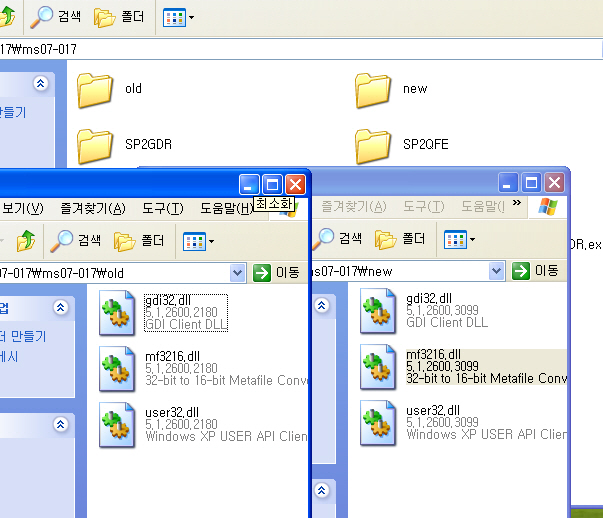 검색 폴더
017\ms07-017
만들기
old
new
SP2GDR
SP2QFE
보기(V) 즐겨찾기(A) 도구(T) 도움말(H)
최소화
검색 폴더
07-017\ms07-017\old 이동
업
더 만들기
게시
gdi32.dll
5.1.2600.2180
GDI Client DLL
mf3216.dll
5.1.2600.2180
32-bit to 16-bit Metafile Conv
user32.dll
5.1.2600.2180
Windows XP USER API Clien
즐겨찾기(A) 도구(T) 도움말( »
검색 폴더
ms07-017\new 이동
gdi32.dll
5.1.2600.3099
GDI Client DLL
mf3216.dll
5.1.2600.3099
32-bit to 16-bit Metafile Conv
user32.dll
5.1.2600.3099
Windows XP USER API Clien
DR.ex